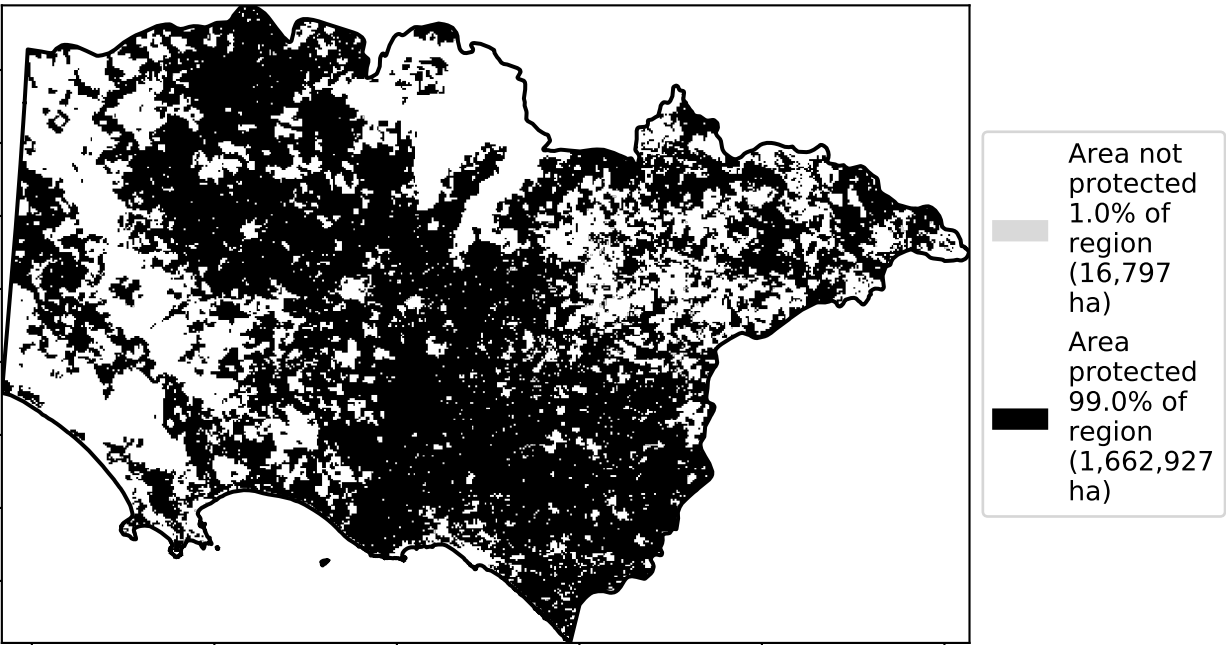 Area not
protected
1.0% of
region
(16,797
ha)
Area
protected
99.0% of
region
(1,662,927
ha)